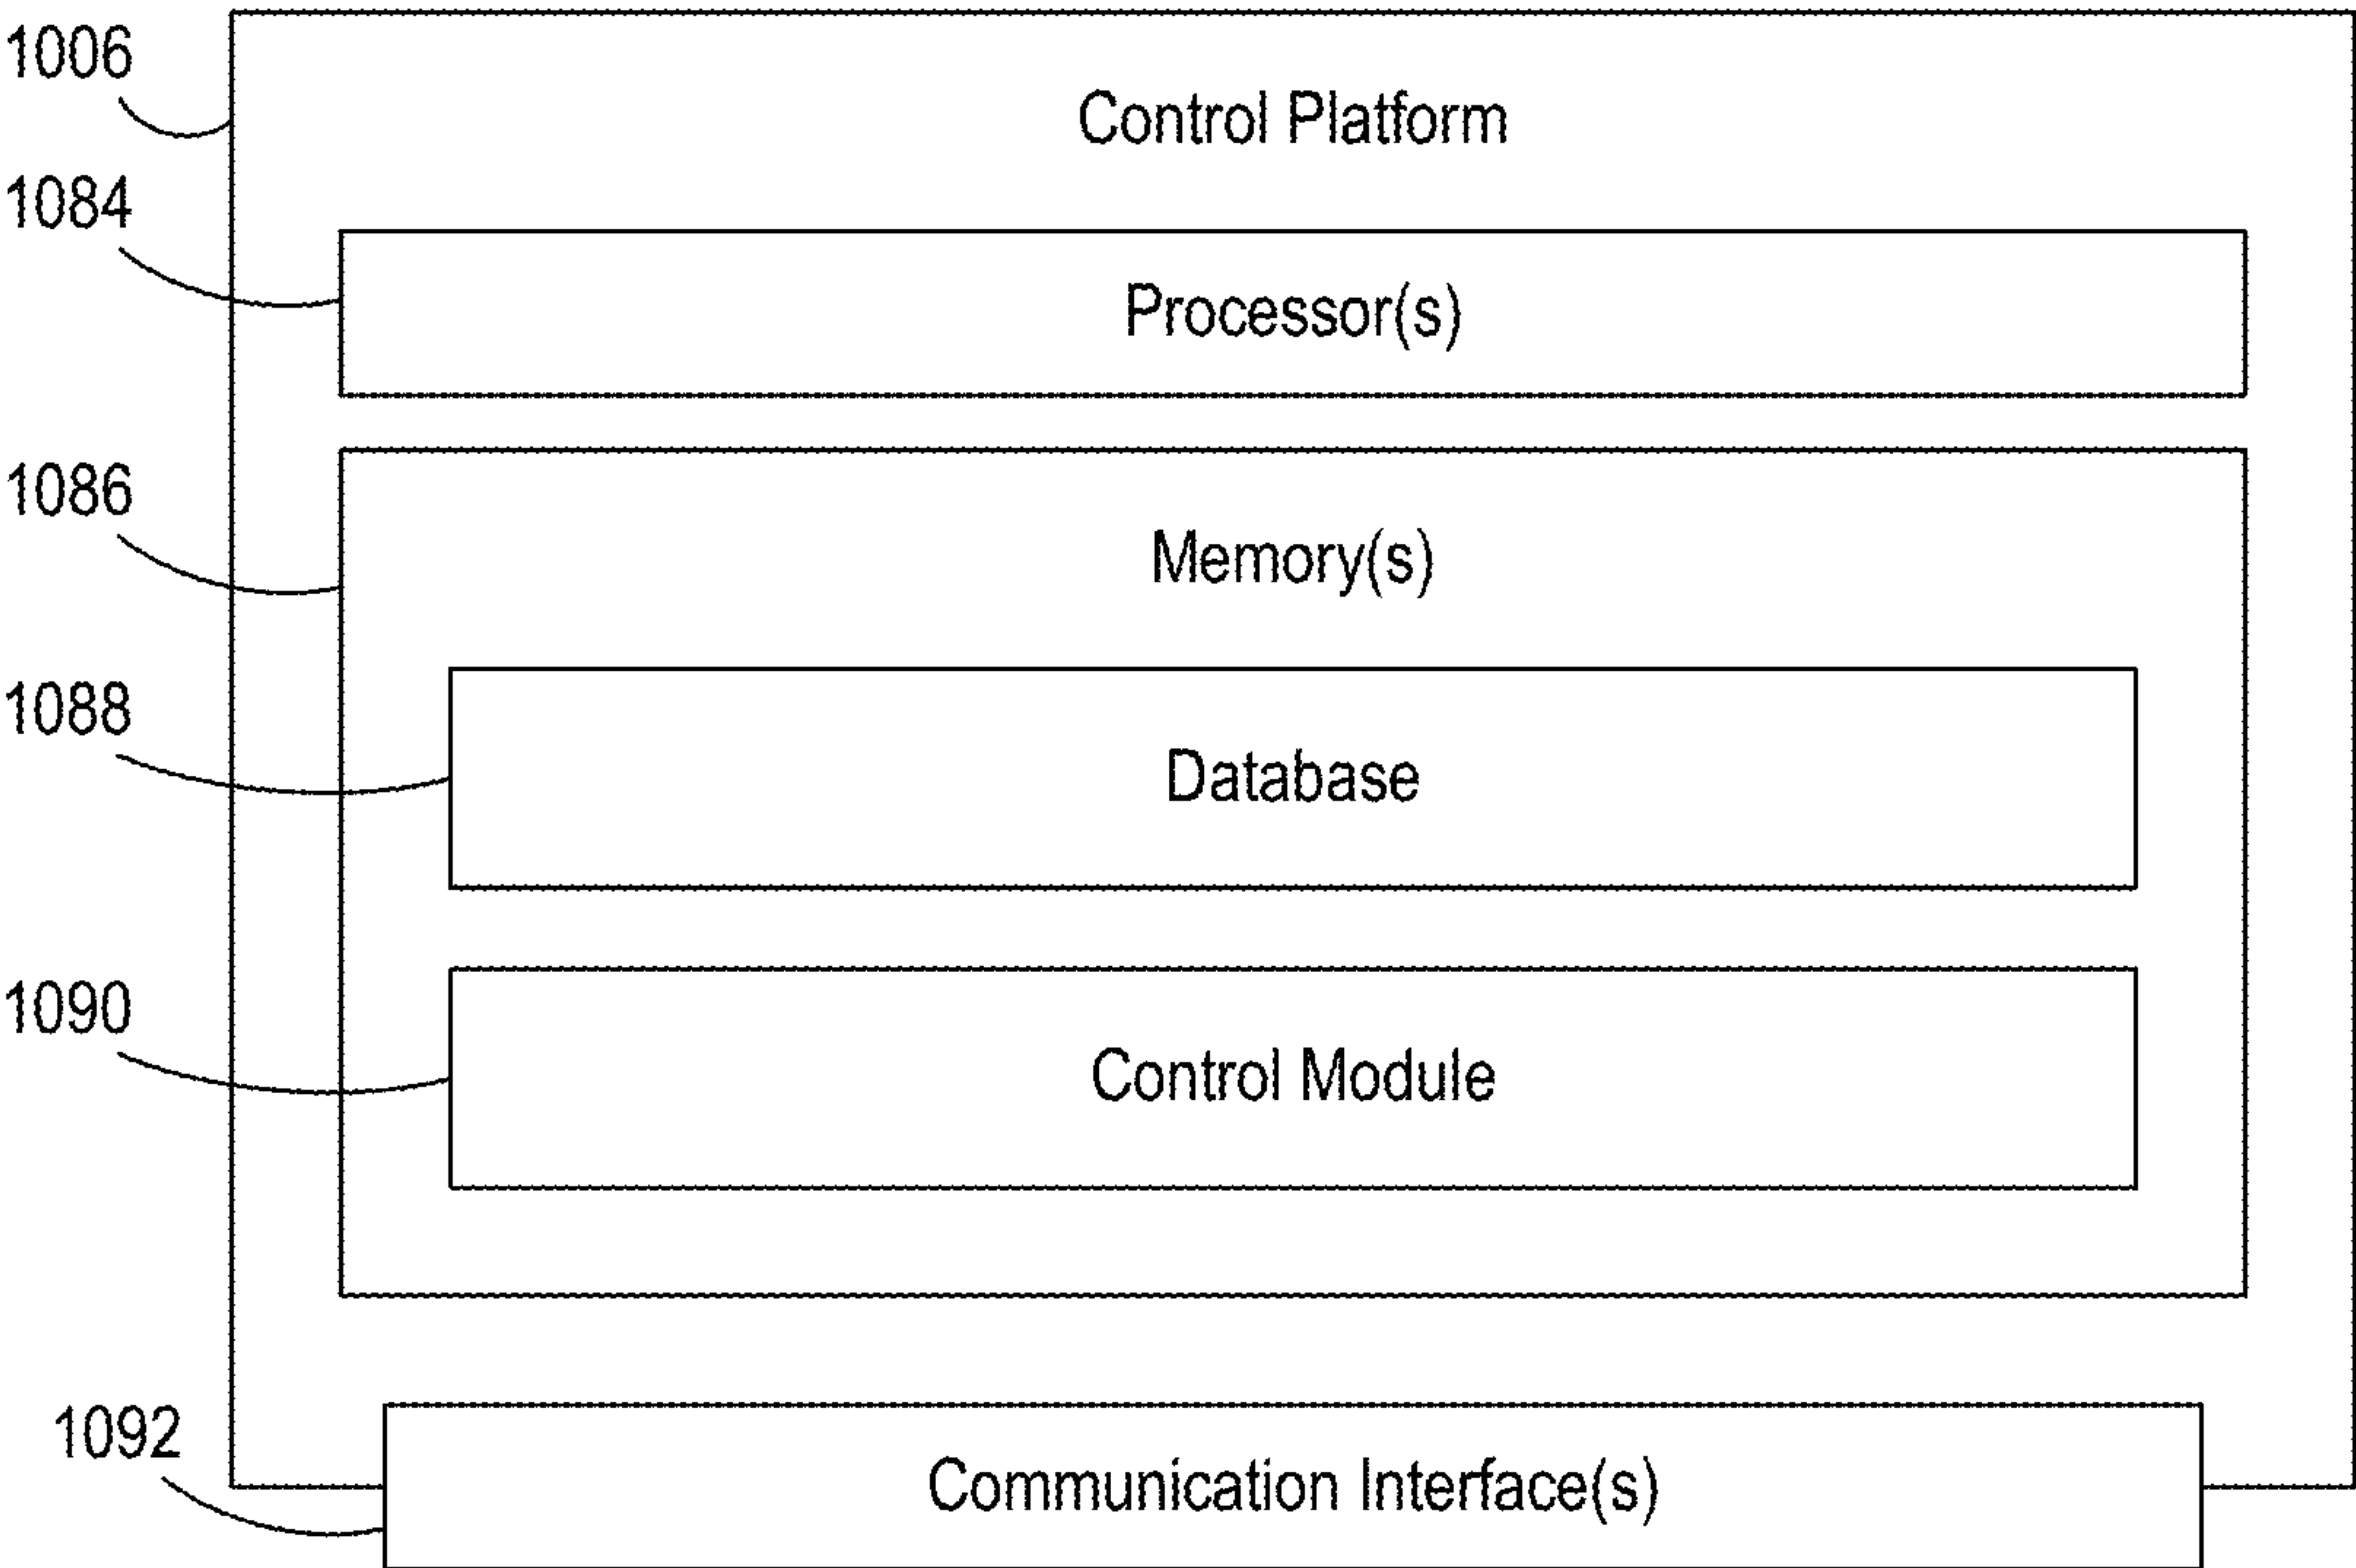 1006
Control Platform
1084
Processor(s)
1086
Memory(s)
1088
Database
1090
Control Module
1092
Communication Interface(s)